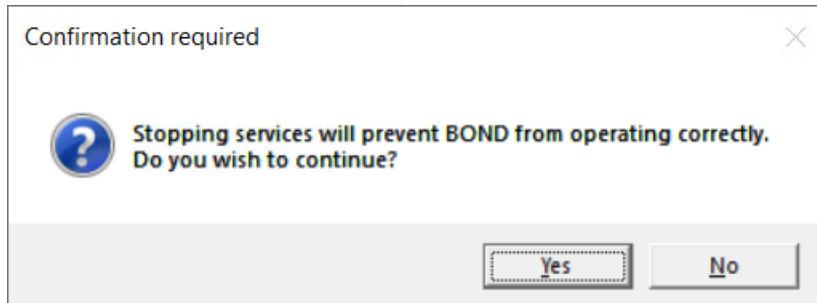 Confirmation required
Stopping services will prevent BOND from operating correctly.
Do you wish to continue?
Yes
No